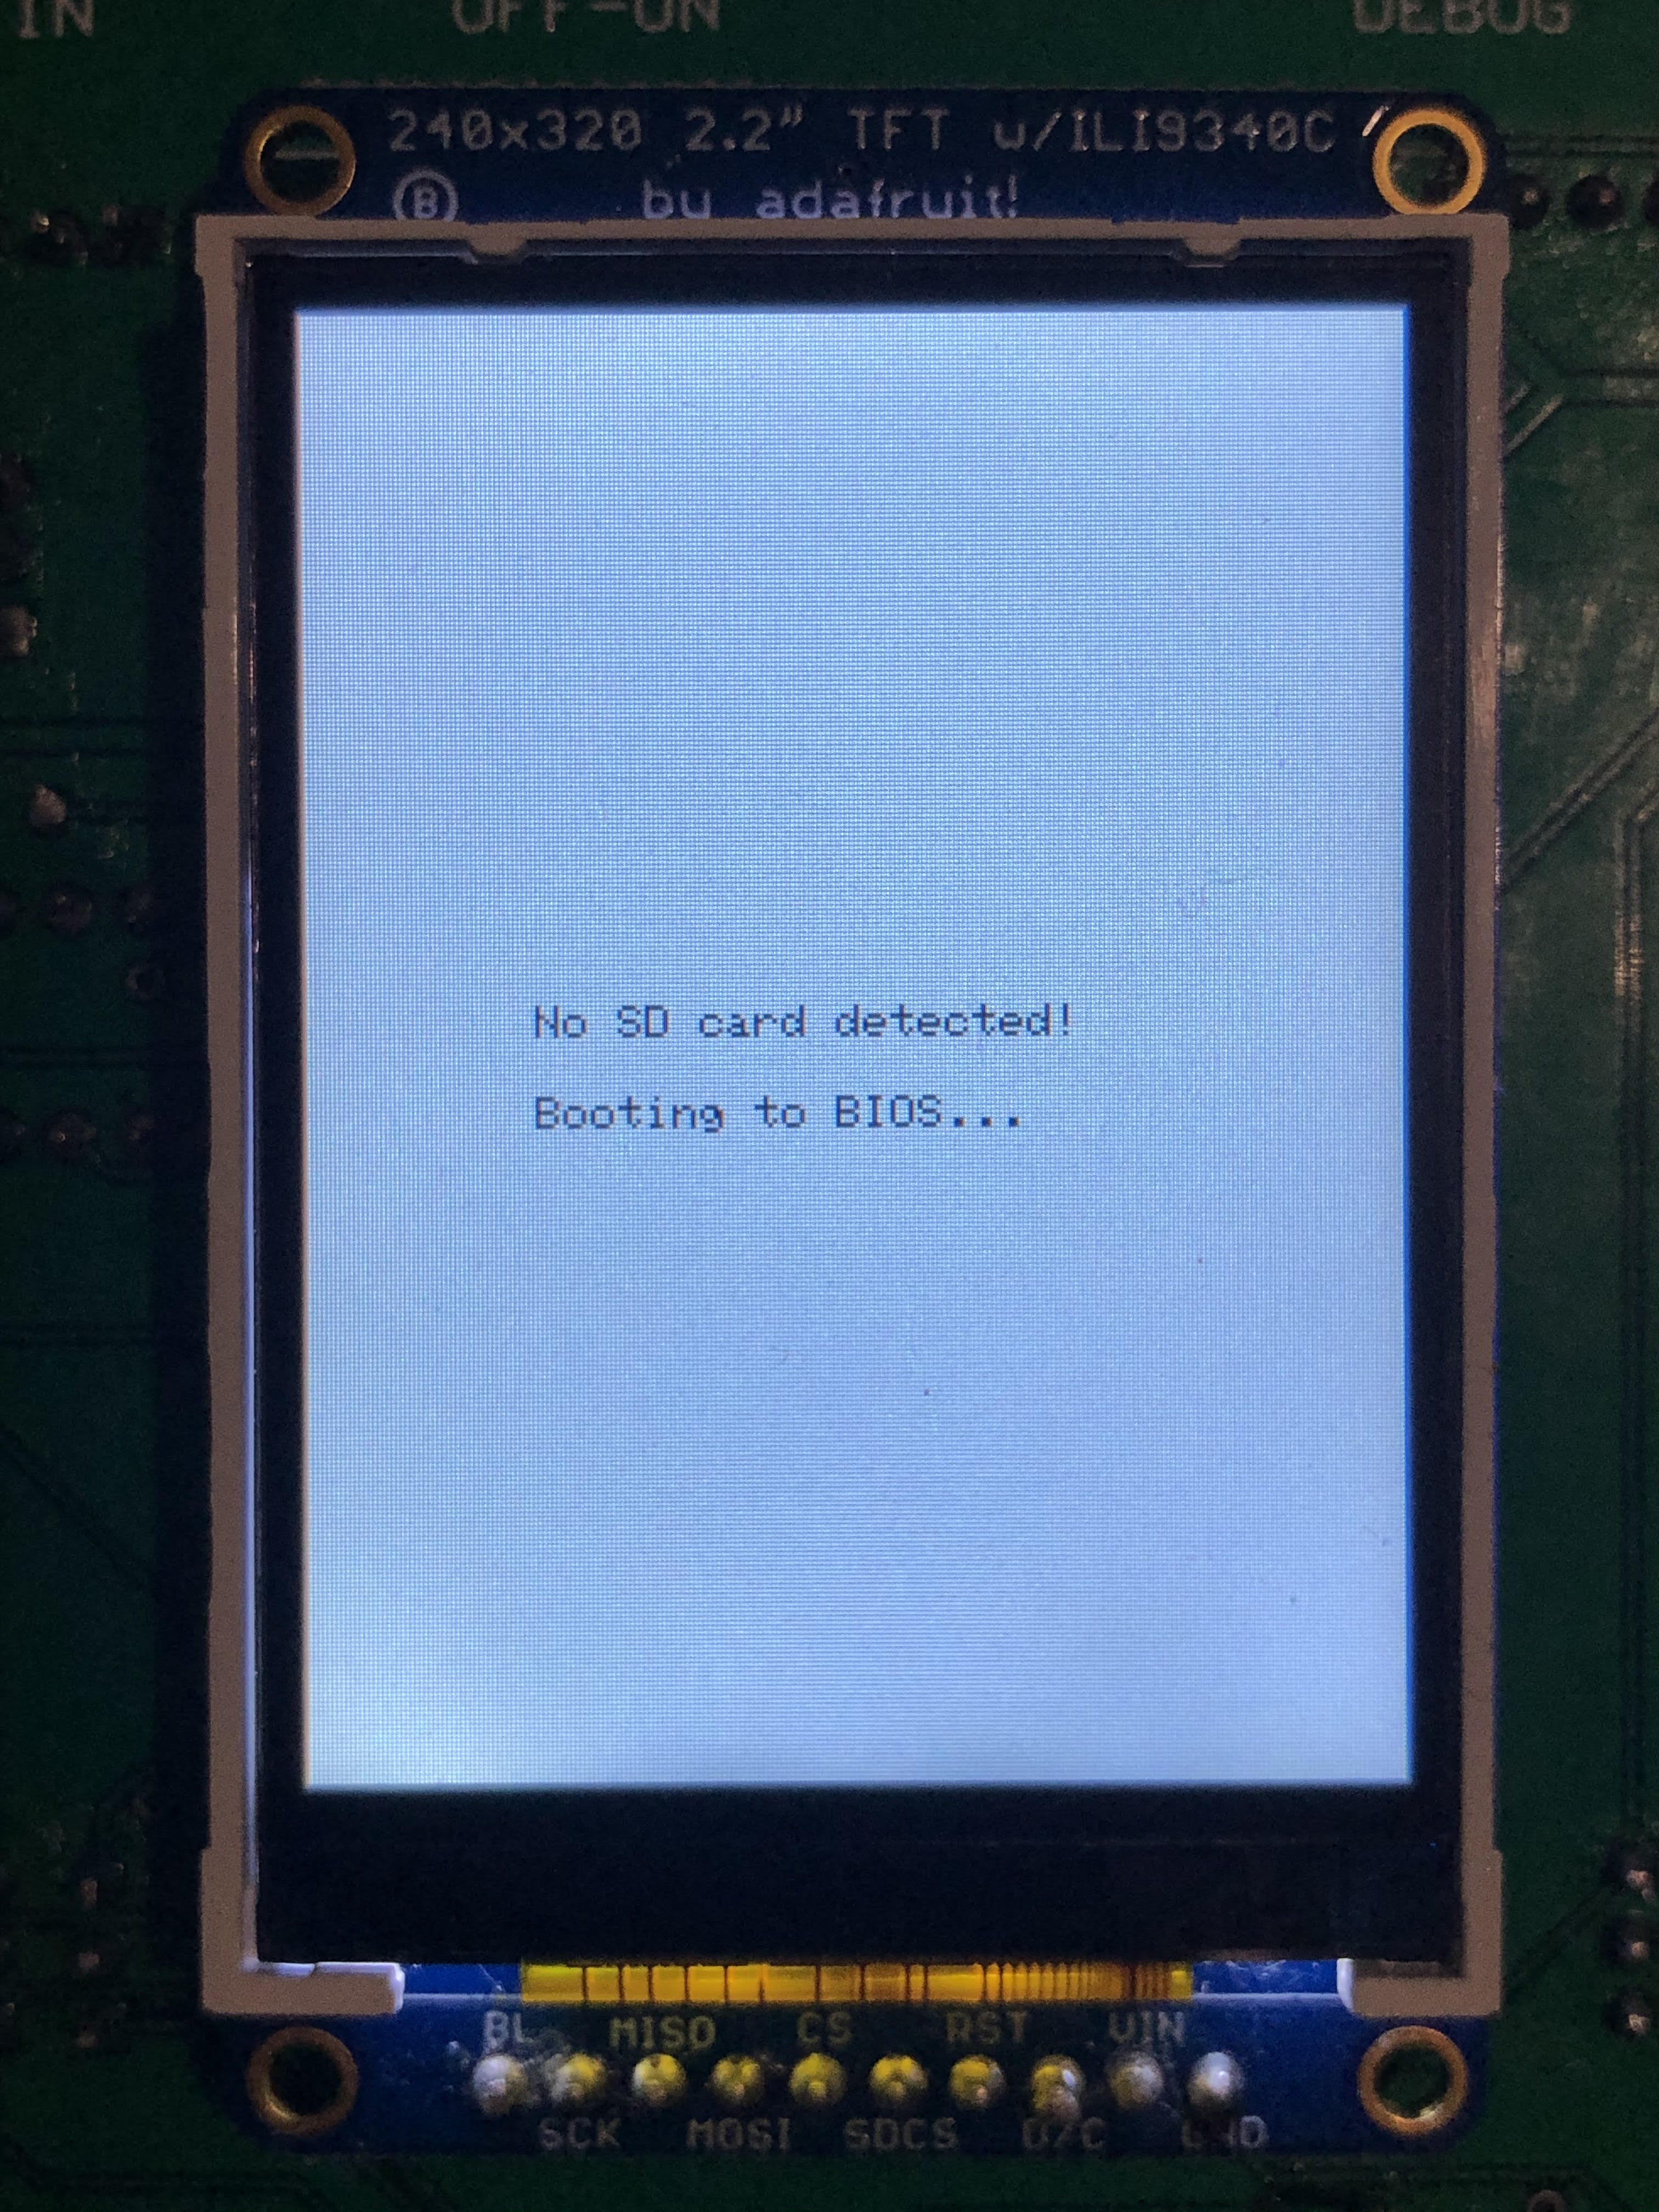 IN OFF-ON DEBUG
240x320 2.2" TFT w/ILI9340C
B by adafruit!
No SD card detected!
Booting to BIOS...
BL MISO CS RST VIN
SCK MOSI SDCS D/C GND